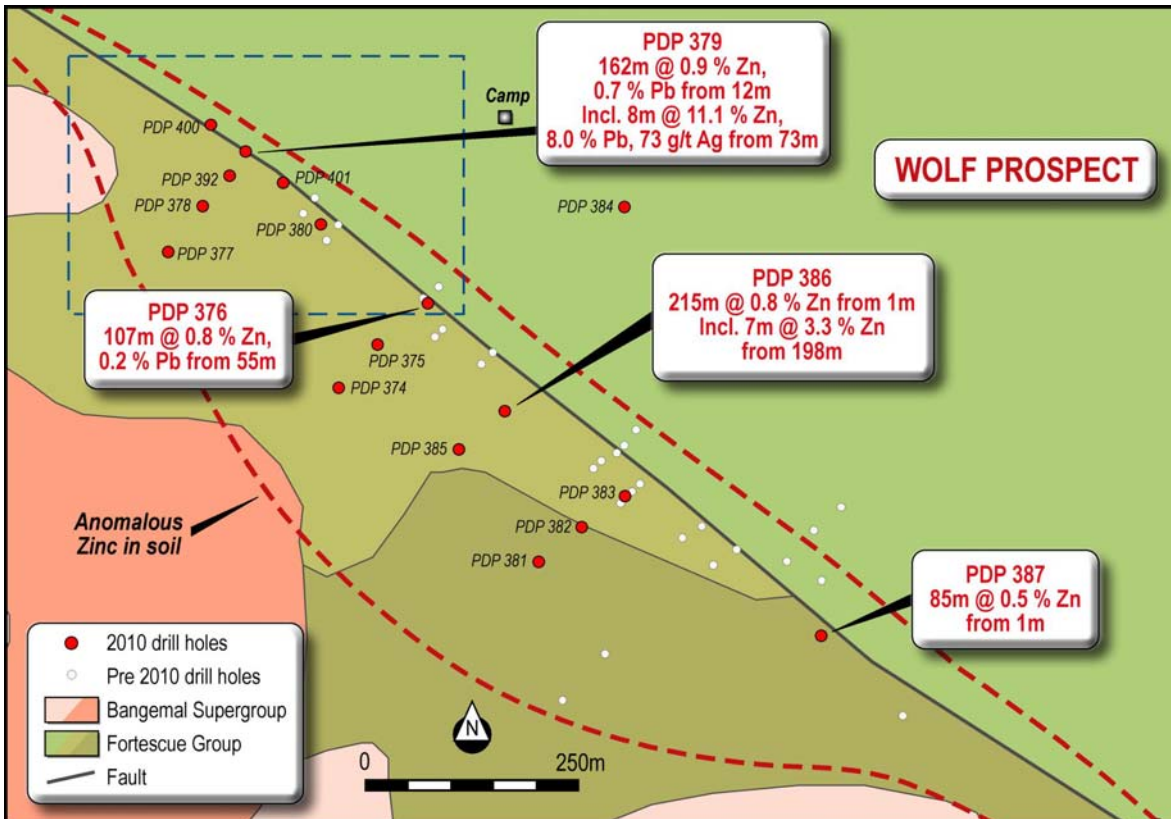 PDP 379
162m @ 0.9 % Zn,
0.7 % Pb from 12m
Incl. 8m @ 11.1 % Zn,
8.0 % Pb, 73 g/t Ag from 73m
Camp
WOLF PROSPECT
PDP 400
PDP 392
PDP 401
PDP 378
PDP 384
PDP 380
PDP 377
PDP 386
215m @ 0.8 % Zn from 1m
Incl. 7m @ 3.3 % Zn
from 198m
PDP 376
107m @ 0.8 % Zn,
0.2 % Pb from 55m
PDP 375
PDP 374
PDP 385
PDP 383
Anomalous
Zinc in soil
PDP 382
PDP 381
PDP 387
85m @ 0.5 % Zn
from 1m
2010 drill holes
Pre 2010 drill holes
Bangemal Supergroup
Fortescue Group
Fault
N
0 250m